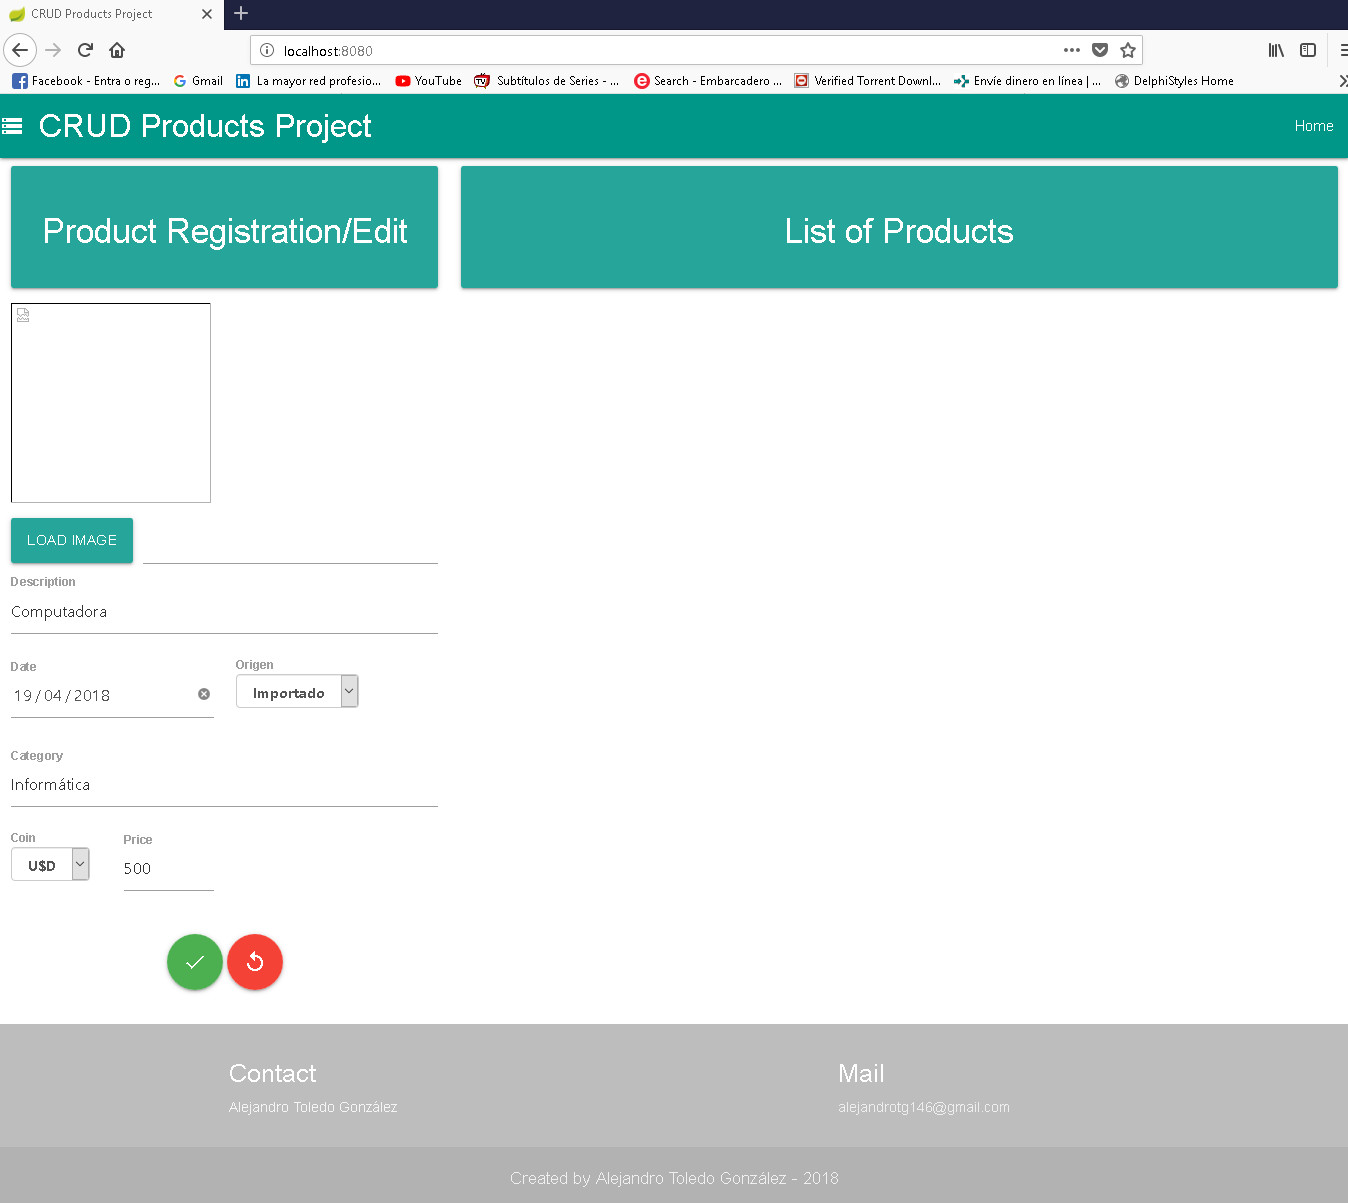 CRUD Products Project
localhost:8080
Facebook - Entra o reg... Gmail La mayor red profesio... YouTube Subtítulos de Series - ... Search - Embarcadero ... Verified Torrent Downl... Envíe dinero en línea | ... DelphiStyles Home
CRUD Products Project Home
Product Registration/Edit
List of Products
LOAD IMAGE
Description
Computadora
Date
19 / 04 / 2018
Origen
Importado
Category
Informática
Coin
U$D
Price
500
Contact
Alejandro Toledo González
Mail
alejandrotg146@gmail.com
Created by Alejandro Toledo González - 2018